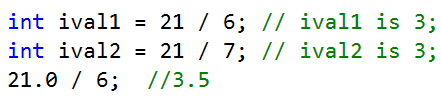 int ival1 = 21 / 6; // ival1 is 3;
int ival2 = 21 / 7; // ival2 is 3;
21.0 / 6;  //3.5